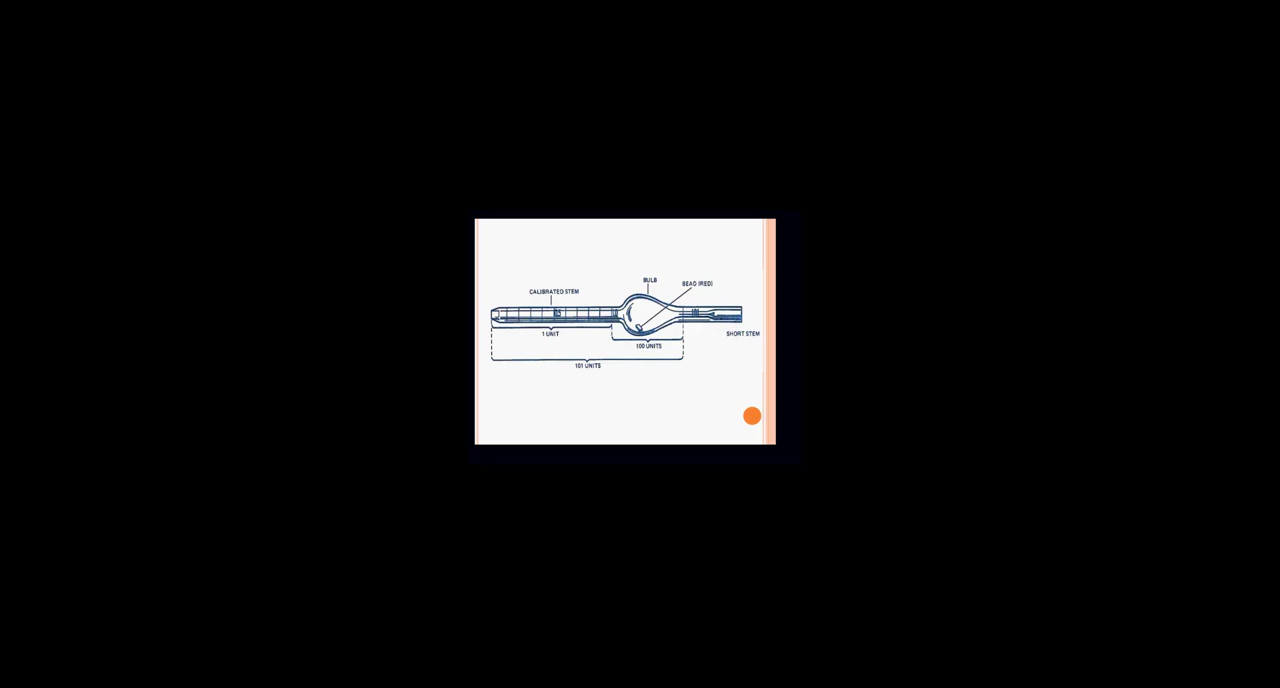 BULB
BEAD (RED)
CALIBRATED STEM
SHORT STEM
1 UNIT
100 UNITS
101 UNITS